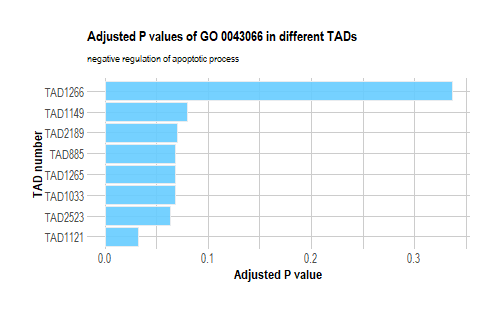 Adjusted P values of GO 0043066 in different TADs
negative regulation of apoptotic process
TAD number
TAD1266
TAD1149
TAD2189
TAD885
TAD1265
TAD1033
TAD2523
TAD1121
0.0 0.1 0.2 0.3
Adjusted P value